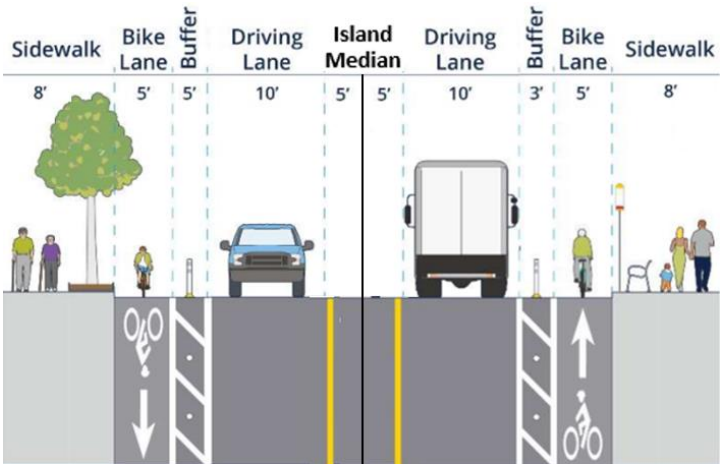 Sidewalk
Bike
Lane
Buffer
Driving
Lane
Island
Median
Driving
Lane
Buffer
Bike
Lane
Sidewalk
8’ 5’ 5’ 10’ 5’ 5’ 10’ 3’ 5’ 8’